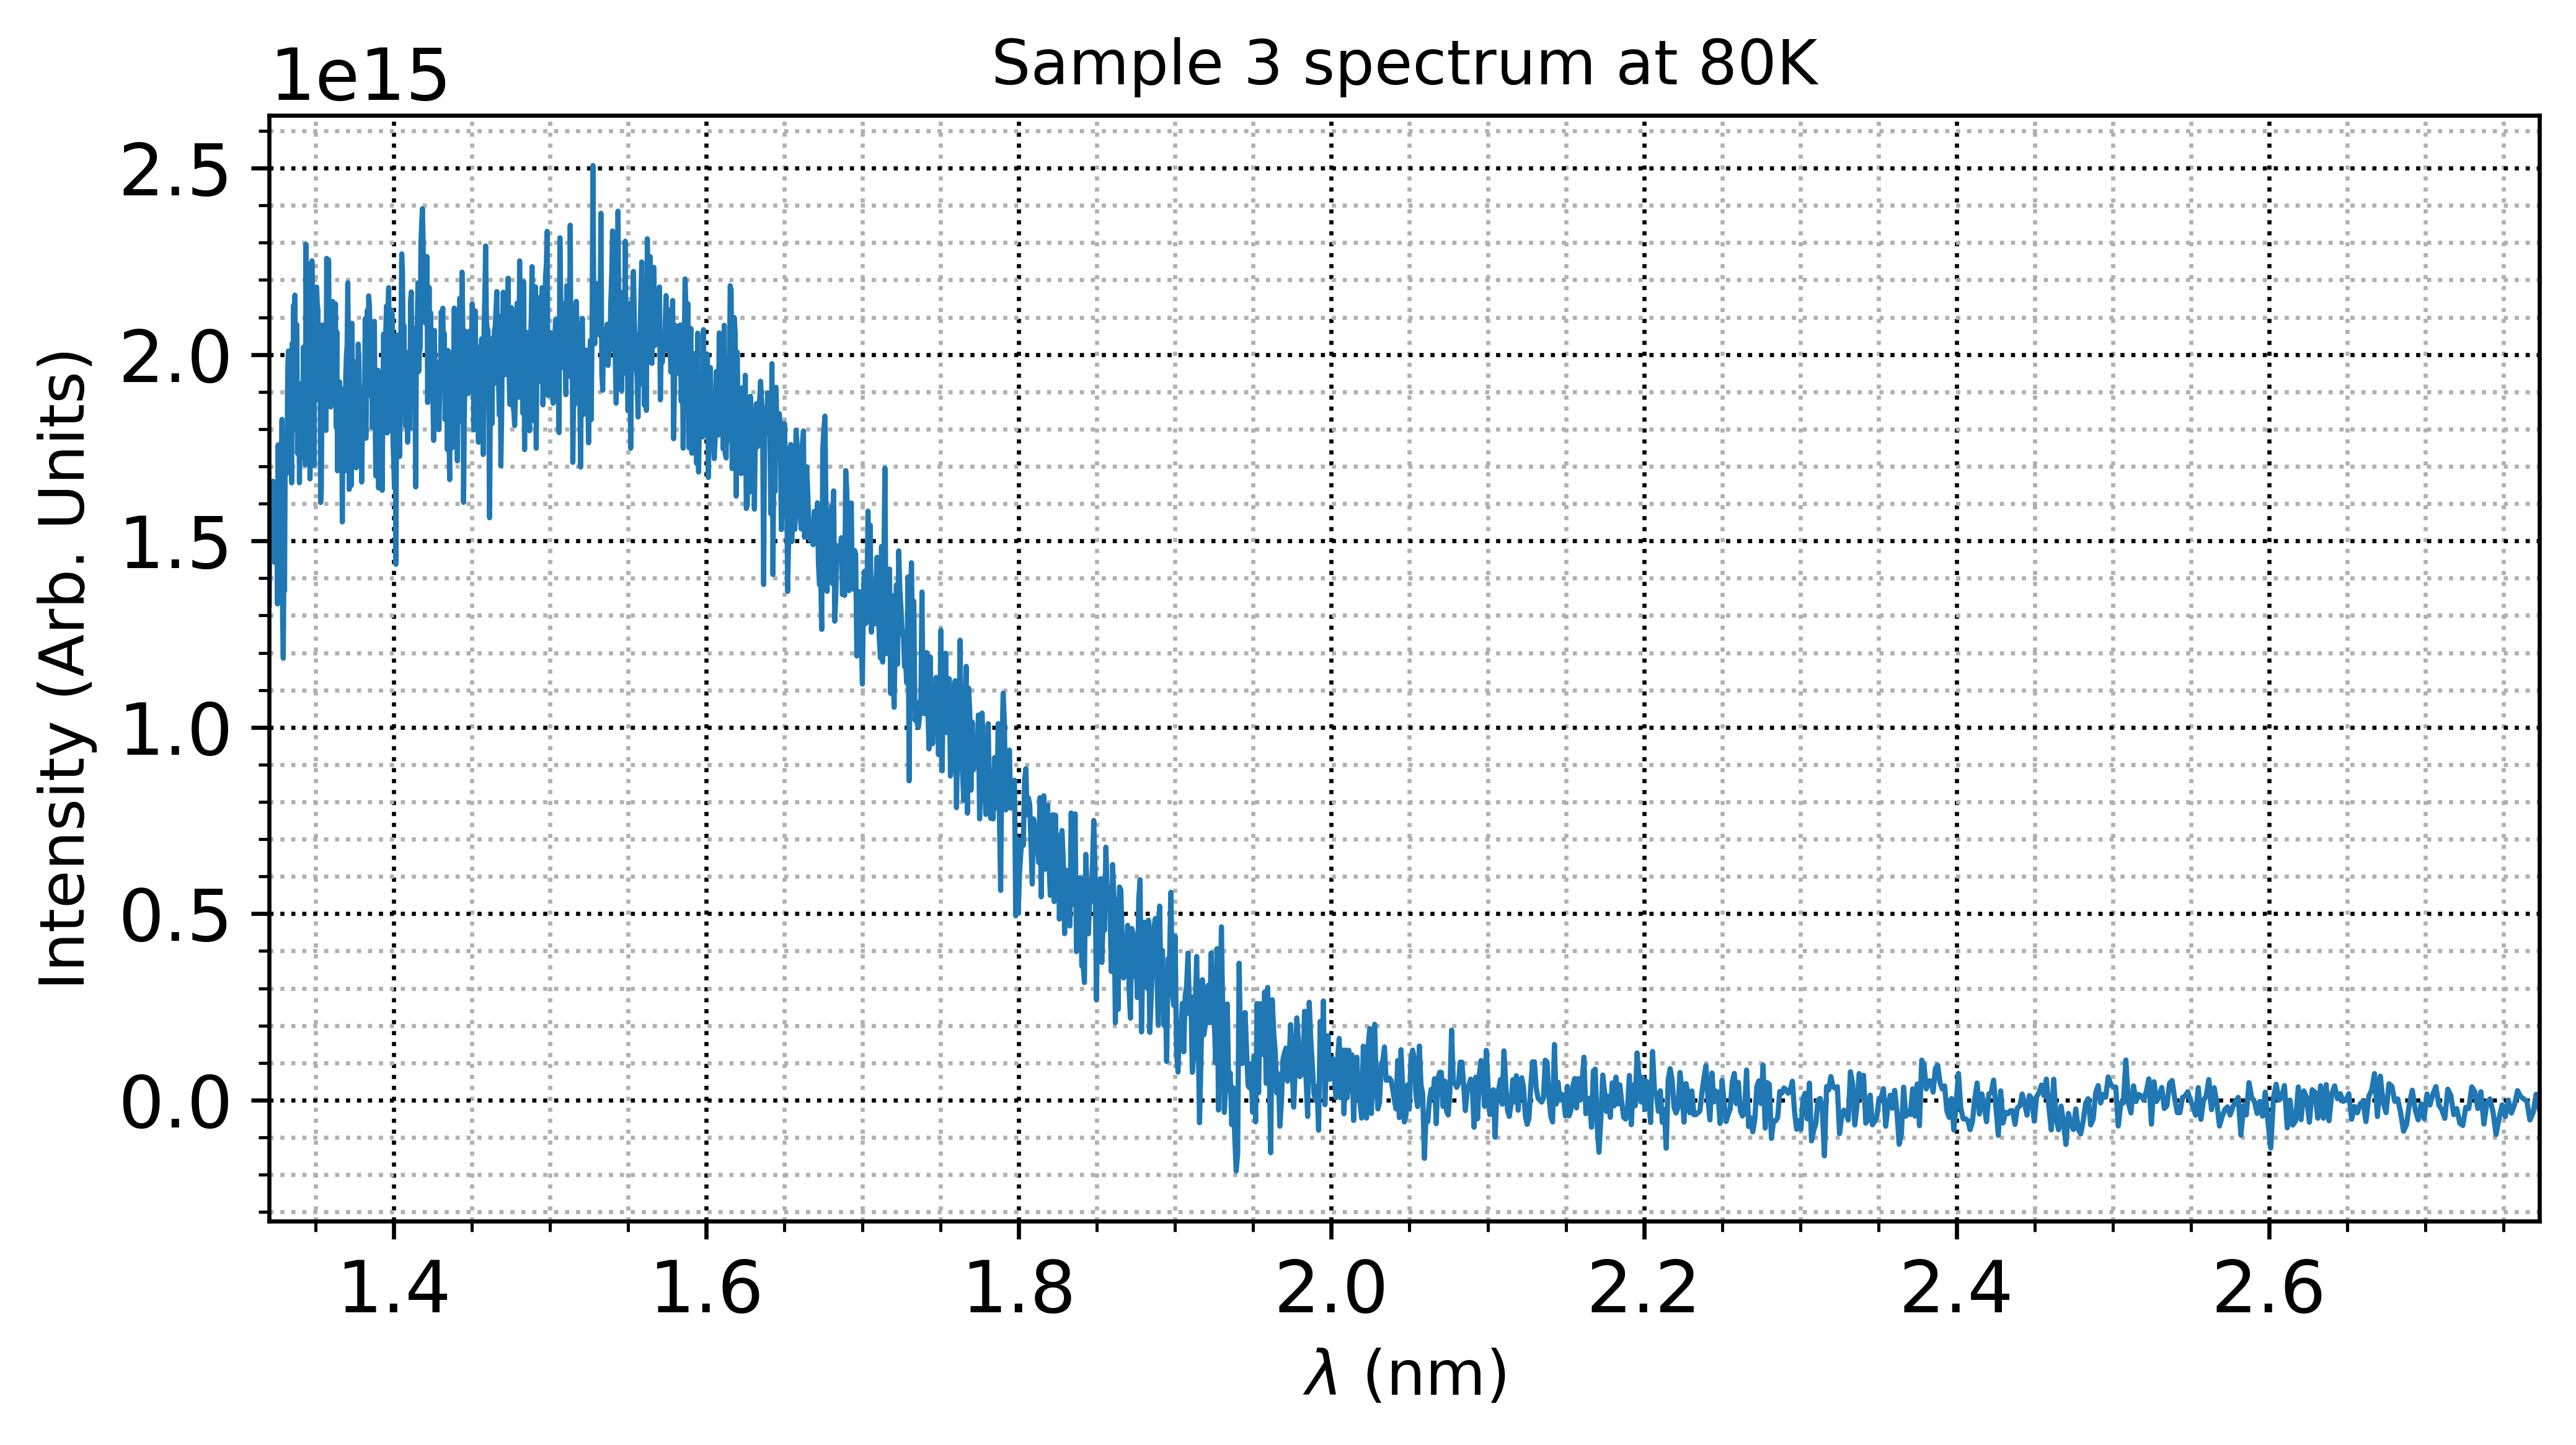 Sample 3 spectrum at 80K
1e15
2.5
2.0
1.5
1.0
0.5
0.0
Intensity (Arb. Units)
1.4 1.6 1.8 2.0 2.2 2.4 2.6
λ (nm)